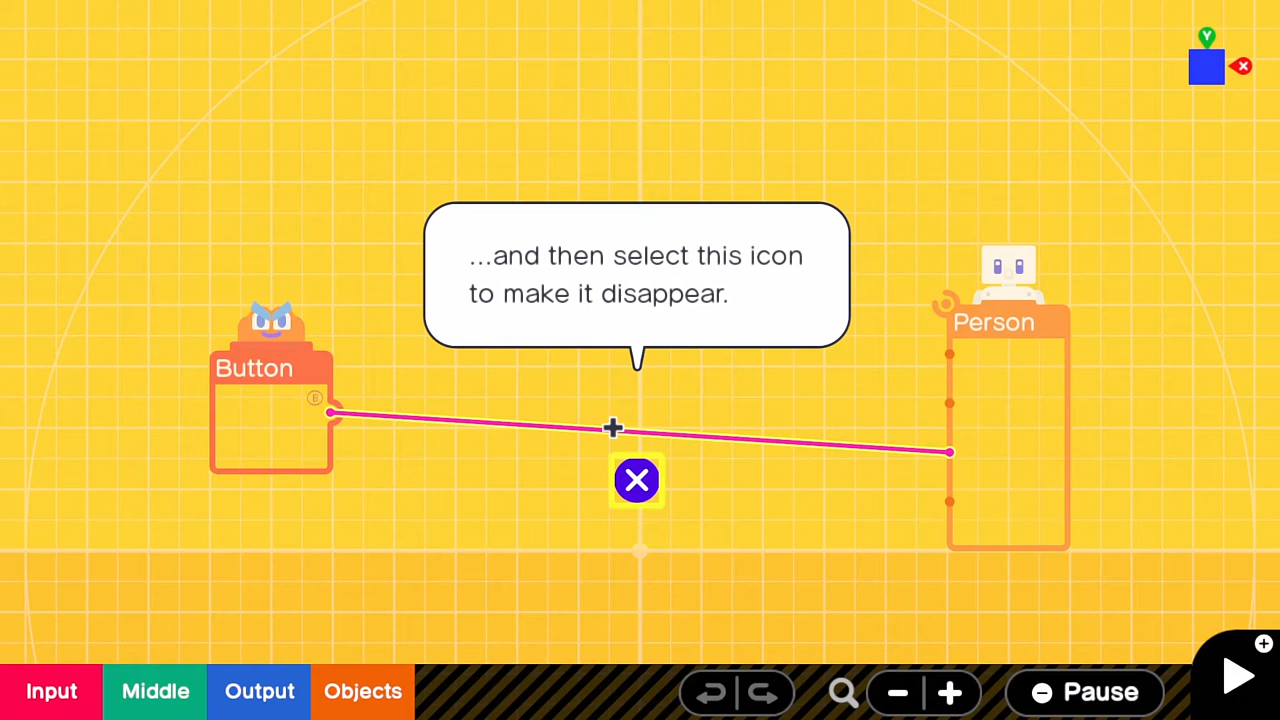 Y
X
...and then select this icon
to make it disappear.
Person
Button
B
Input
Middle
Output
Objects
Pause